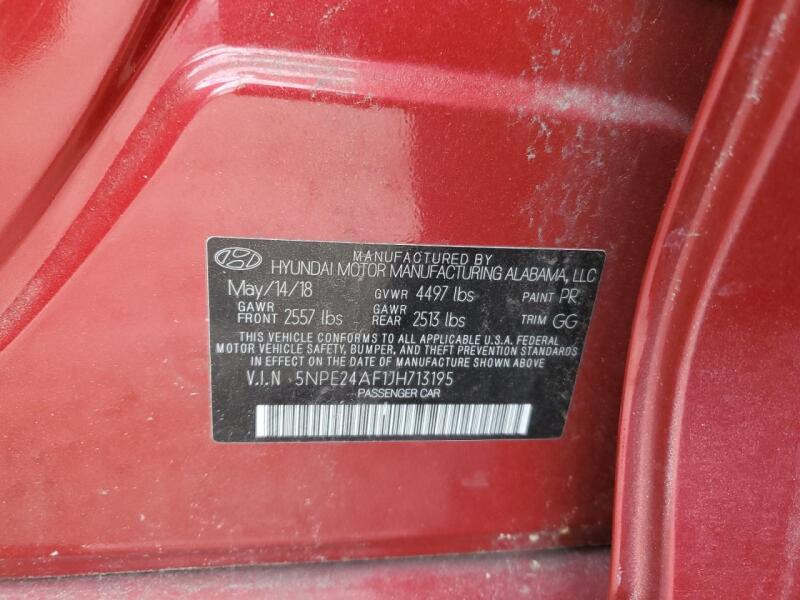 MANUFACTURED BY
HYUNDAI MOTOR MANUFACTURING ALABAMA, LLC
May/14/18 GVWR 4497 lbs PAINT PR
GAWR FRONT 2557 lbs GAWR REAR 2513 lbs TRIM GG
THIS VEHICLE CONFORMS TO ALL APPLICABLE U.S.A. FEDERAL
MOTOR VEHICLE SAFETY, BUMPER, AND THEFT PREVENTION STANDARDS
IN EFFECT ON THE DATE OF MANUFACTURE SHOWN ABOVE
V.I.N 5NPE24AF1JH713195
PASSENGER CAR